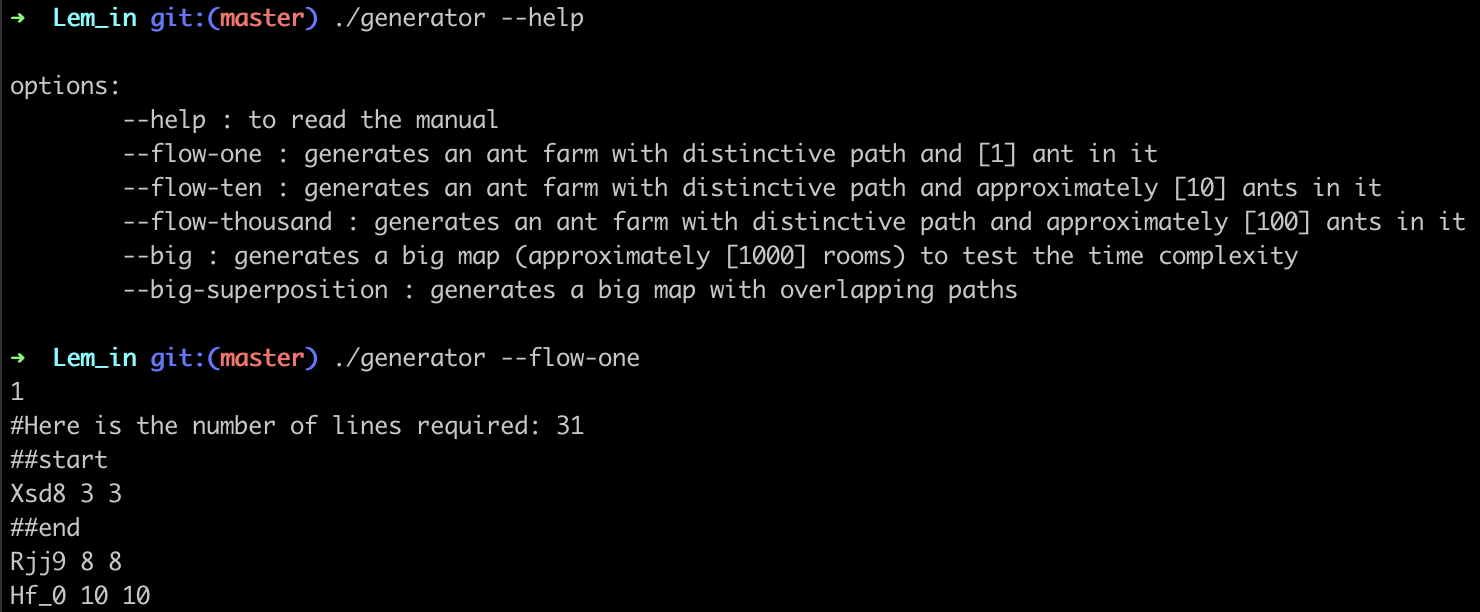 ➜  Lem_in git:(master) ./generator --help
options:
        --help : to read the manual
        --flow-one : generates an ant farm with distinctive path and [1] ant in it
        --flow-ten : generates an ant farm with distinctive path and approximately [10] ants in it
        --flow-thousand : generates an ant farm with distinctive path and approximately [100] ants in it
        --big : generates a big map (approximately [1000] rooms) to test the time complexity
        --big-superposition : generates a big map with overlapping paths
➜  Lem_in git:(master) ./generator --flow-one
1
#Here is the number of lines required: 31
##start
Xsd8 3 3
##end
Rjj9 8 8
Hf_0 10 10